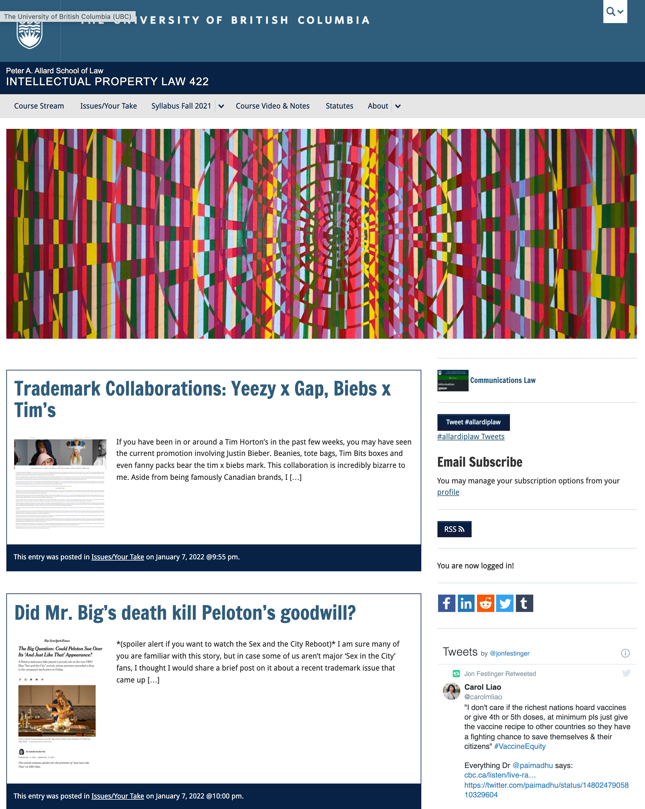 The University of British Columbia (UBC)
THE UNIVERSITY OF BRITISH COLUMBIA
Peter A. Allard School of Law
INTELLECTUAL PROPERTY LAW 422
Course Stream Issues/Your Take Syllabus Fall 2021 Course Video & Notes Statutes About
Trademark Collaborations: Yeezy x Gap, Biebs x
Tim’s
If you have been in or around a Tim Horton’s in the past few weeks, you may have seen
the current promotion involving Justin Bieber. Beanies, tote bags, Tim Bits boxes and
even fanny packs bear the tim x biebs mark. This collaboration is incredibly bizarre to
me. Aside from being famously Canadian brands, I […]
This entry was posted in Issues/Your Take on January 7, 2022 @9:55 pm.
Did Mr. Big’s death kill Peloton’s goodwill?
The New York Times
The Big Question: Could Peloton Sue Over
Its ‘And Just Like That’ Appearance?
*(spoiler alert if you want to watch the Sex and the City Reboot)* I am sure many of
you are familiar with this story, but in case some of us aren’t major ‘Sex in the City’
fans, I thought I would share a brief post on it about a recent trademark issue that
came up […]
This entry was posted in Issues/Your Take on January 7, 2022 @10:00 pm.
Communications Law
Tweet #allardiplaw
#allardiplaw Tweets
Email Subscribe
You may manage your subscription options from your
profile
RSS
You are now logged in!
Tweets by @jonfestinger
Jon Festinger Retweeted
Carol Liao
@carolmliao
"I don't care if the richest nations hoard vaccines
or give 4th or 5th doses, at minimum pls just give
the vaccine recipe to other countries so they have
a fighting chance to save themselves & their
citizens" #VaccineEquity
Everything Dr @paimadhu says:
cbc.ca/listen/live-ra…
https://twitter.com/paimadhu/status/14802479058
10329604